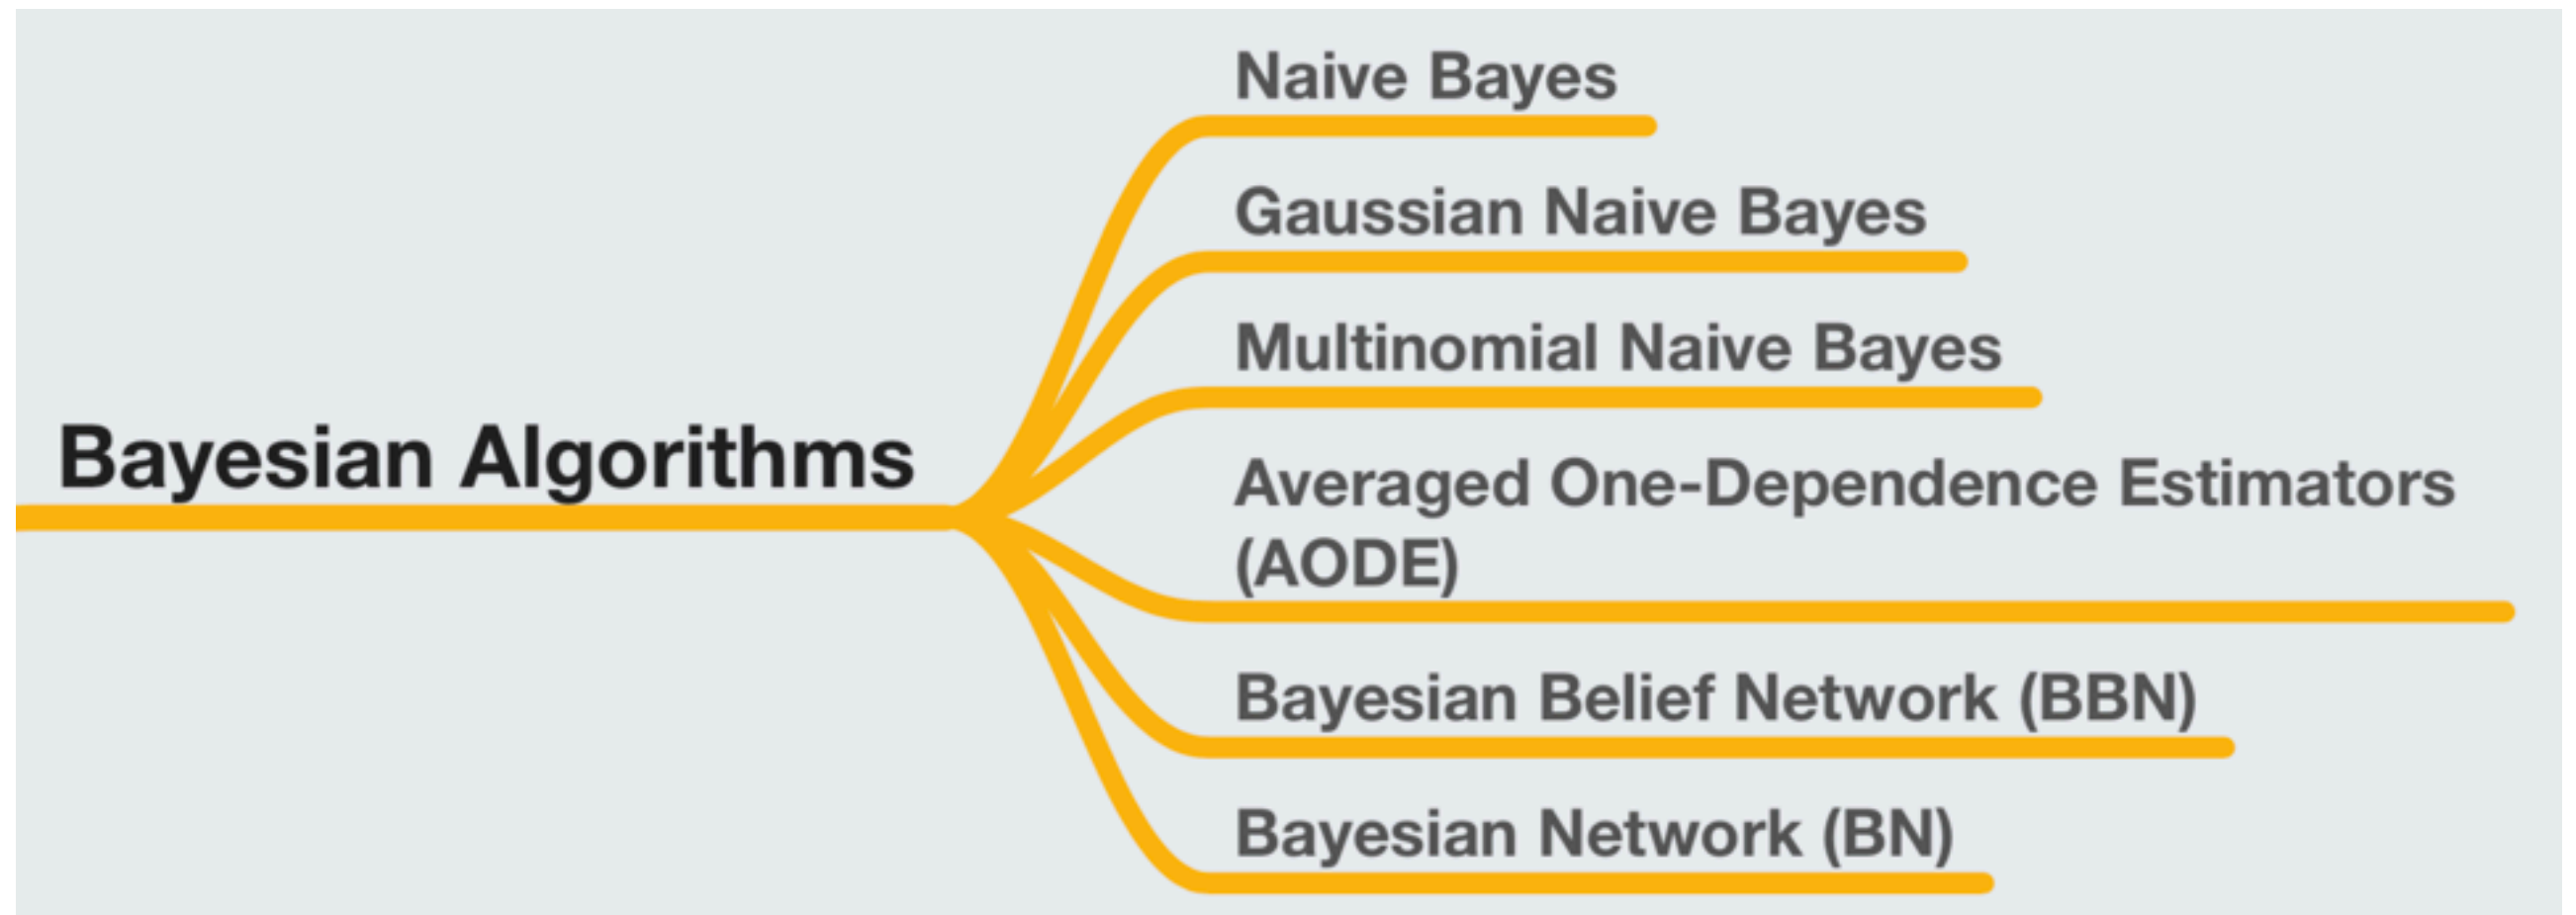 Bayesian Algorithms
Naive Bayes
Gaussian Naive Bayes
Multinomial Naive Bayes
Averaged One-Dependence Estimators
(AODE)
Bayesian Belief Network (BBN)
Bayesian Network (BN)